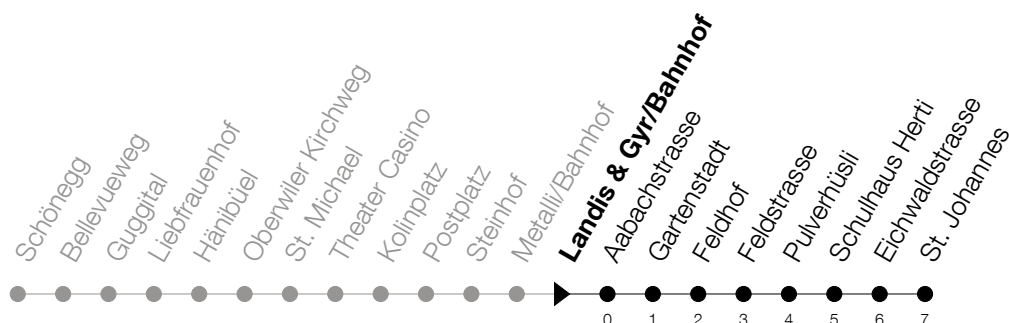 Schönegg
Bellevueweg
Guggital
Liebfrauenhof
Hänibüel
Oberwiler Kirchweg
St. Michael
Theater Casino
Kolinplatz
Postplatz
Steinhof
Metalli/Bahnhof
Landis & Gyr/Bahnhof
Aabachstrasse
Gartenstadt
Feldhof
Feldstrasse
Pulverhüsli
Schulhaus Herti
Eichwaldstrasse
St. Johannes
0 1 2 3 4 5 6 7